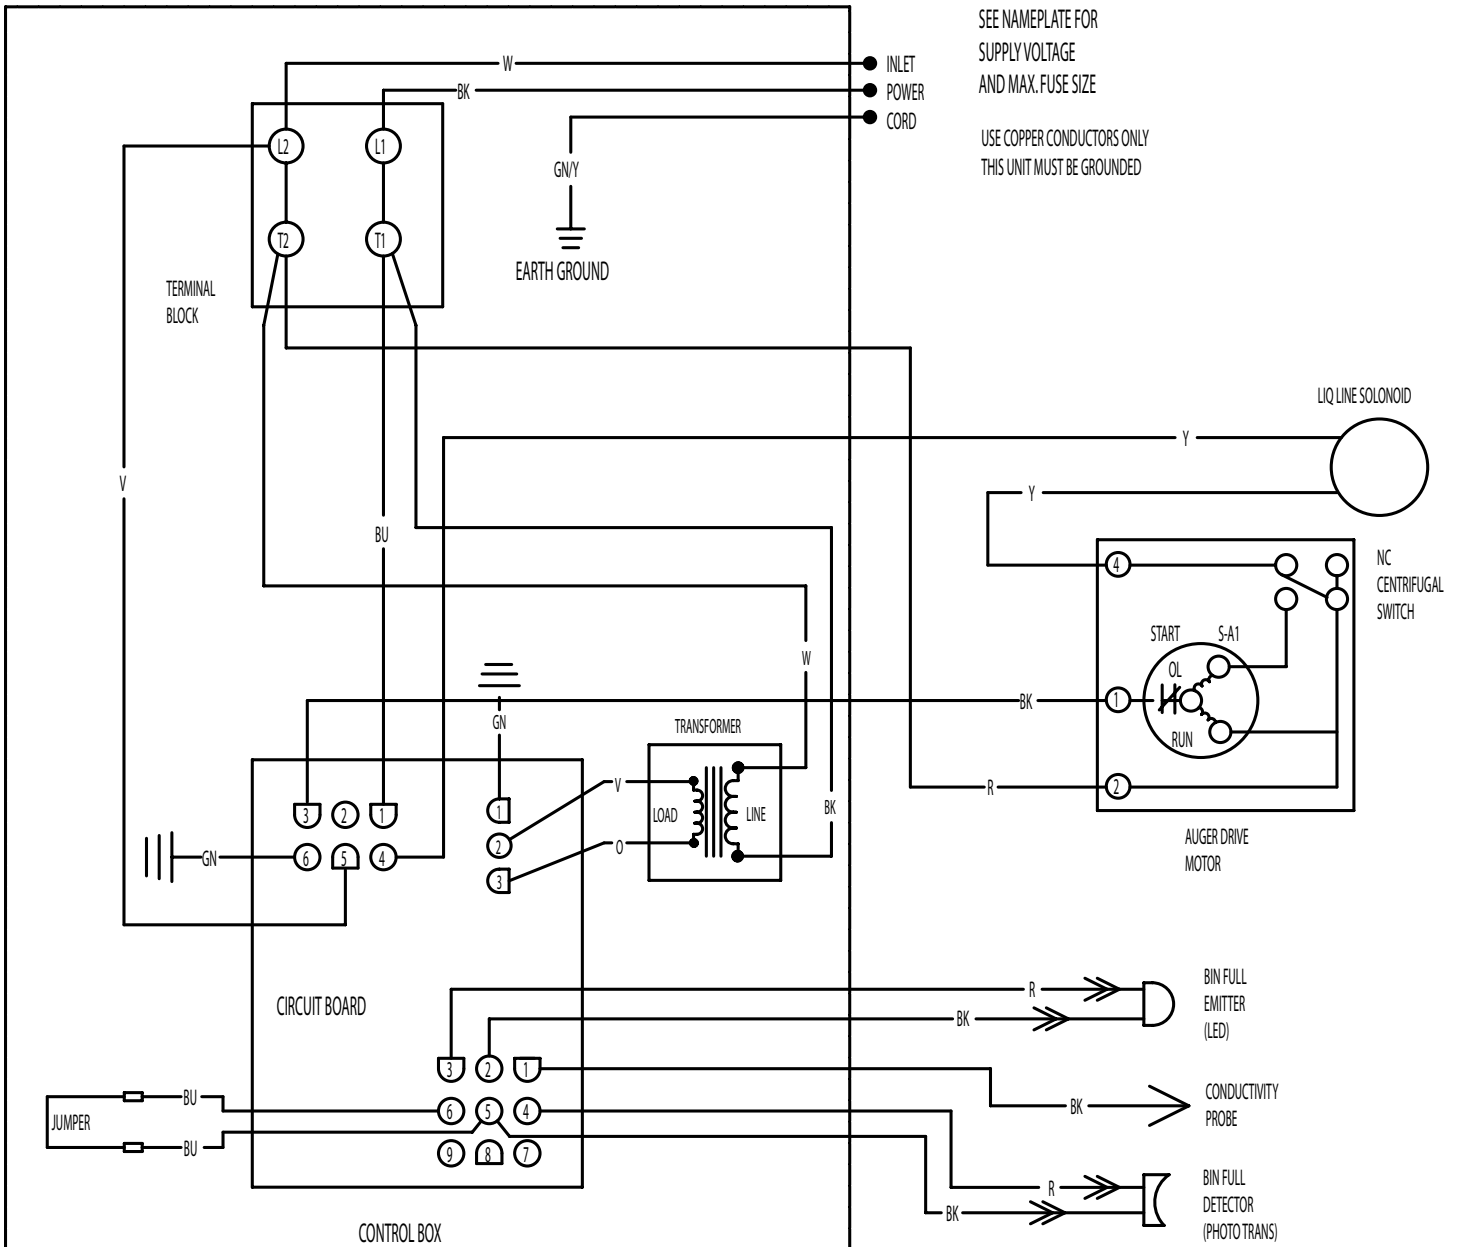 SEE NAMEPLATE FOR
SUPPLY VOLTAGE
AND MAX. FUSE SIZE
USE COPPER CONDUCTORS ONLY
THIS UNIT MUST BE GROUNDED
W
INLET
BK
POWER
CORD
L2
L1
GN/Y
T2
T1
EARTH GROUND
TERMINAL
BLOCK
LIQ LINE SOLONOID
Y
V
Y
BU
4
NC
CENTRIFUGAL
SWITCH
START
S-A1
W
OL
BK
1
GN
RUN
TRANSFORMER
V
R
2
3
2
1
1
LOAD
LINE
BK
2
O
AUGER DRIVE
MOTOR
GN
6
5
4
3
CIRCUIT BOARD
R
BIN FULL
EMITTER
(LED)
BK
3
2
1
BU
JUMPER
6
5
4
BK
CONDUCTIVITY
PROBE
BU
9
8
7
R
BIN FULL
DETECTOR
(PHOTO TRANS)
BK
CONTROL BOX